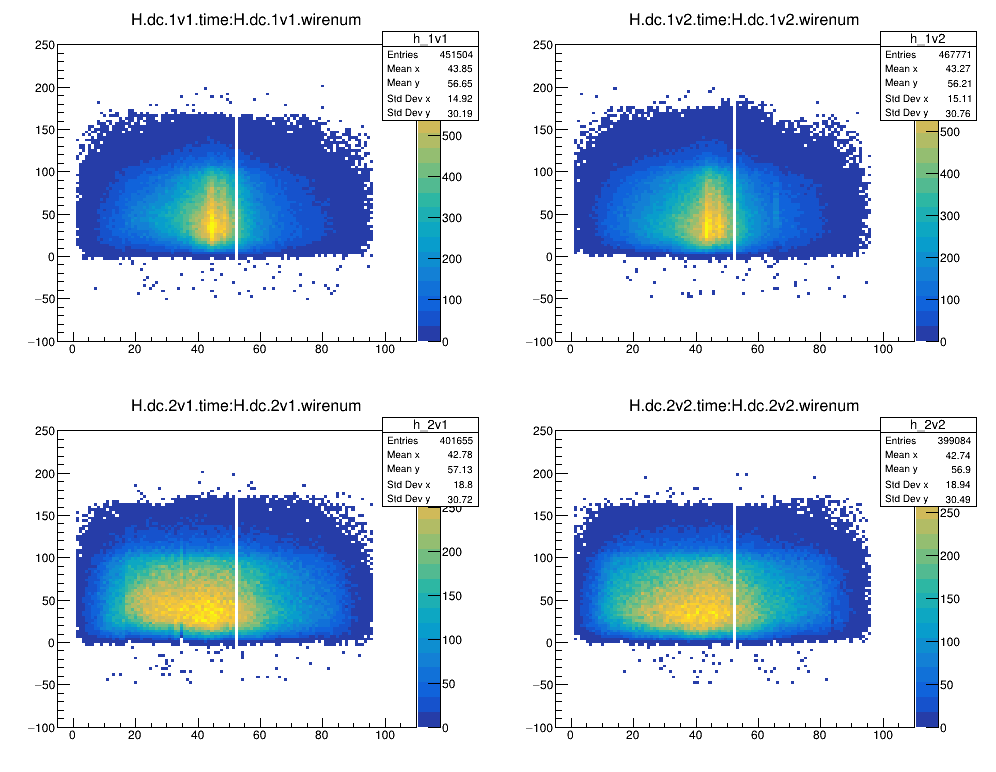 H.dc.1v1.time:H.dc.1v1.wirenum
h_1v1
Entries 451504
Mean x 43.85
Mean y 56.65
Std Dev x 14.92
Std Dev y 30.19
250
200
150
100
50
0
−50
−100
0 20 40 60 80 100
500
400
300
200
100
0
H.dc.1v2.time:H.dc.1v2.wirenum
h_1v2
Entries 467771
Mean x 43.27
Mean y 56.21
Std Dev x 15.11
Std Dev y 30.76
250
200
150
100
50
0
−50
−100
0 20 40 60 80 100
500
400
300
200
100
0
H.dc.2v1.time:H.dc.2v1.wirenum
h_2v1
Entries 401655
Mean x 42.78
Mean y 57.13
Std Dev x 18.8
Std Dev y 30.72
250
200
150
100
50
0
−50
−100
0 20 40 60 80 100
250
200
150
100
50
0
H.dc.2v2.time:H.dc.2v2.wirenum
h_2v2
Entries 399084
Mean x 42.74
Mean y 56.9
Std Dev x 18.94
Std Dev y 30.49
250
200
150
100
50
0
−50
−100
0 20 40 60 80 100
250
200
150
100
50
0